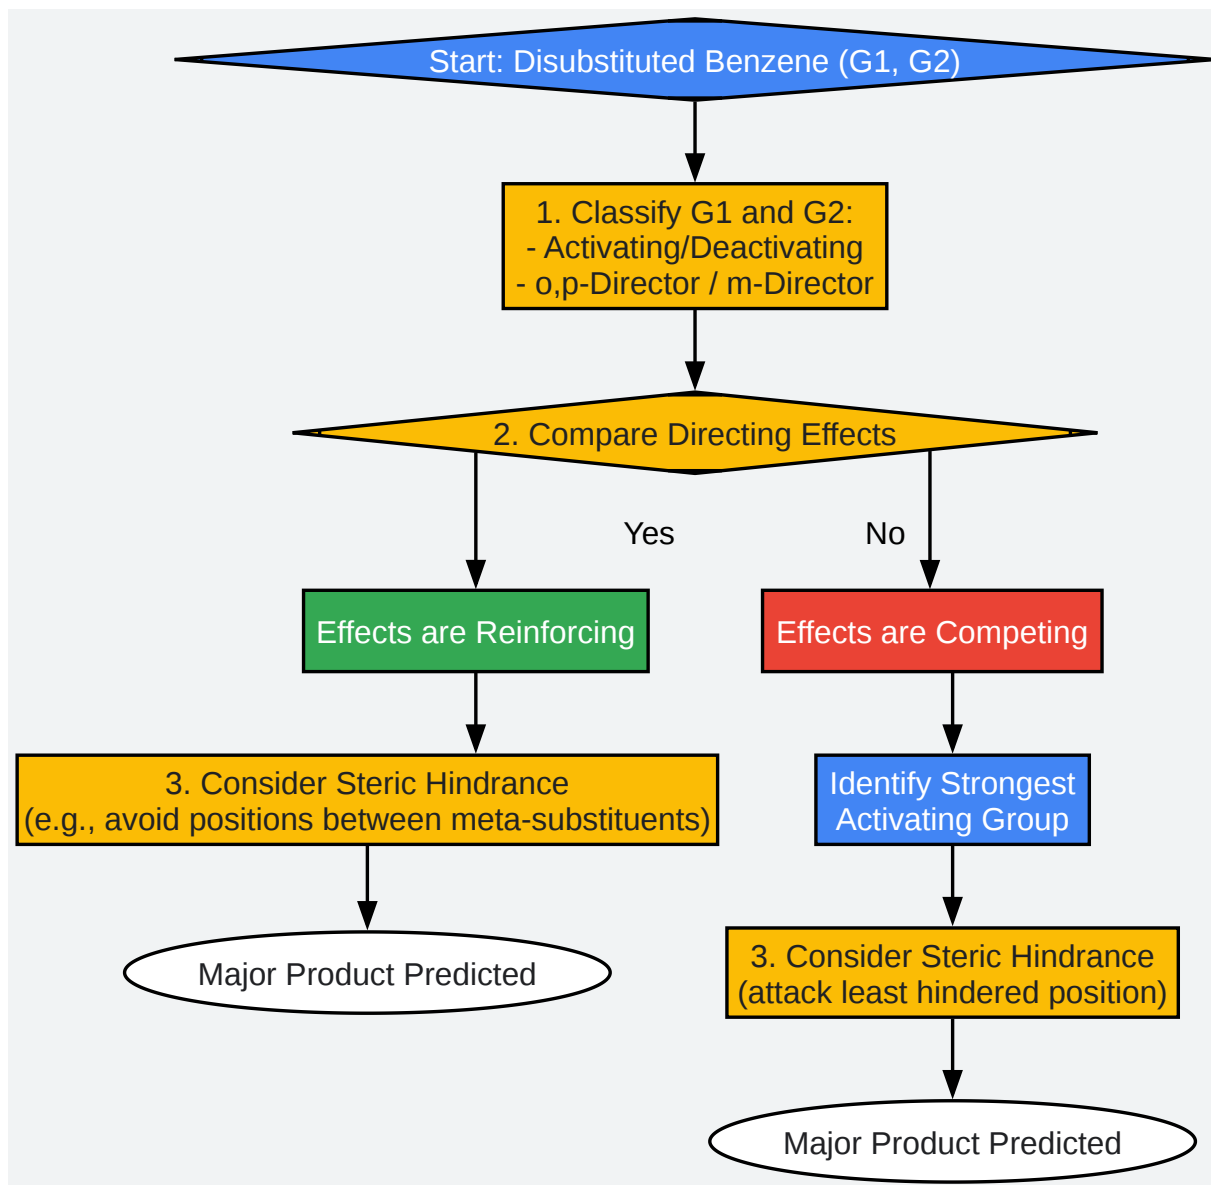 Start: Disubstituted Benzene (G1, G2)
1. Classify G1 and G2:
- Activating/Deactivating
- o,p-Director / m-Director
2. Compare Directing Effects
Yes
No
Effects are Reinforcing
Effects are Competing
3. Consider Steric Hindrance
(e.g., avoid positions between meta-substituents)
Identify Strongest
Activating Group
Major Product Predicted
3. Consider Steric Hindrance
(attack least hindered position)
Major Product Predicted